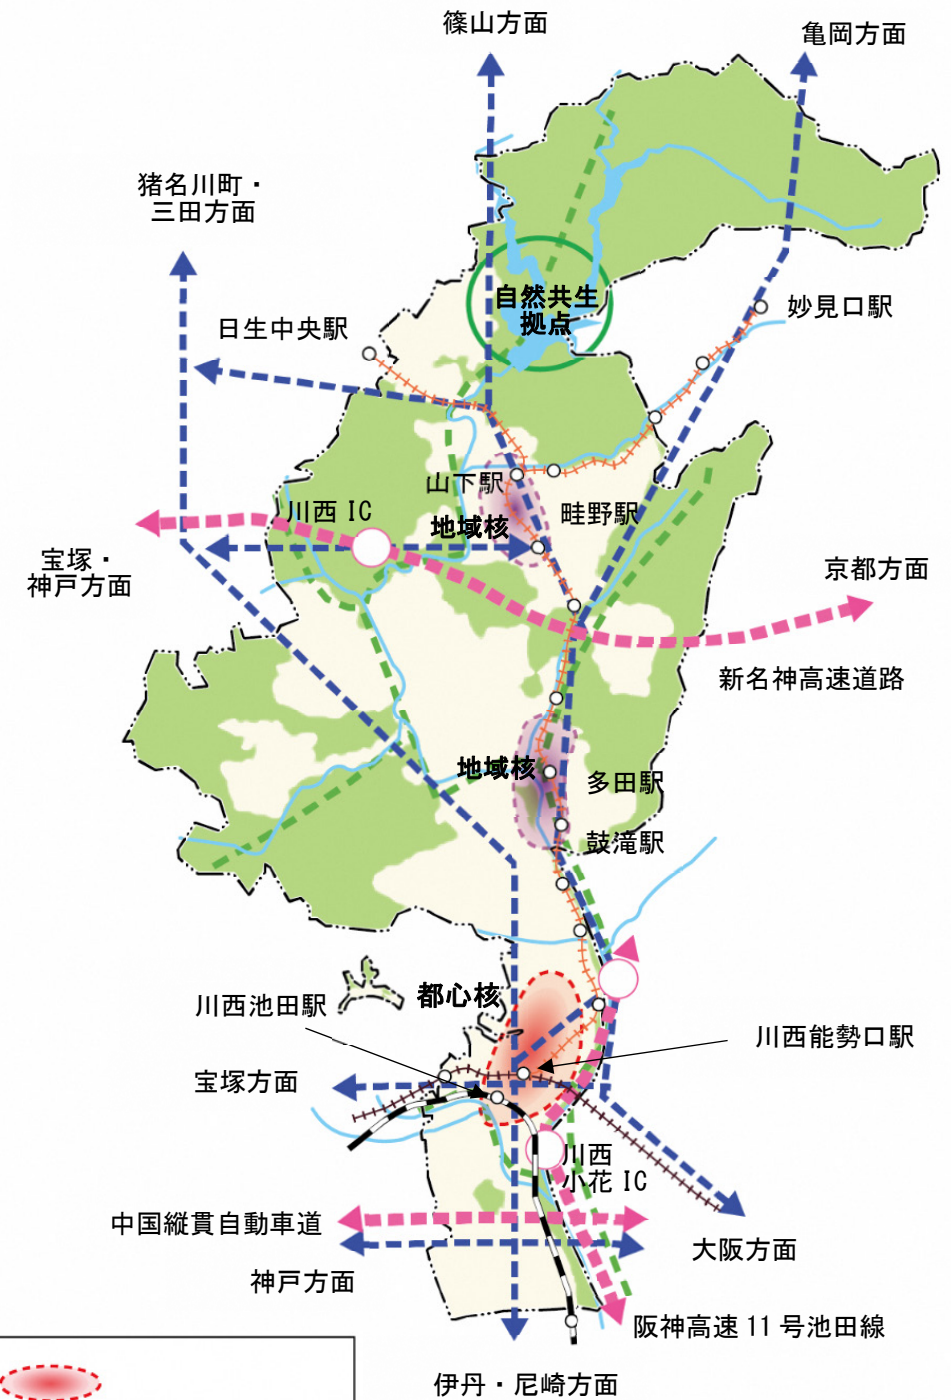 篠山方面
亀岡方面
猪名川町・
三田方面
自然共生
拠点
妙見口駅
日生中央駅
山下駅
川西 IC
地域核
畦野駅
宝塚・
神戸方面
京都方面
新名神高速道路
地域核
多田駅
鼓滝駅
都心核
川西池田駅
川西能勢口駅
宝塚方面
川西
小花 IC
中国縦貫自動車道
大阪方面
神戸方面
阪神高速 11 号池田線
伊丹・尼崎方面